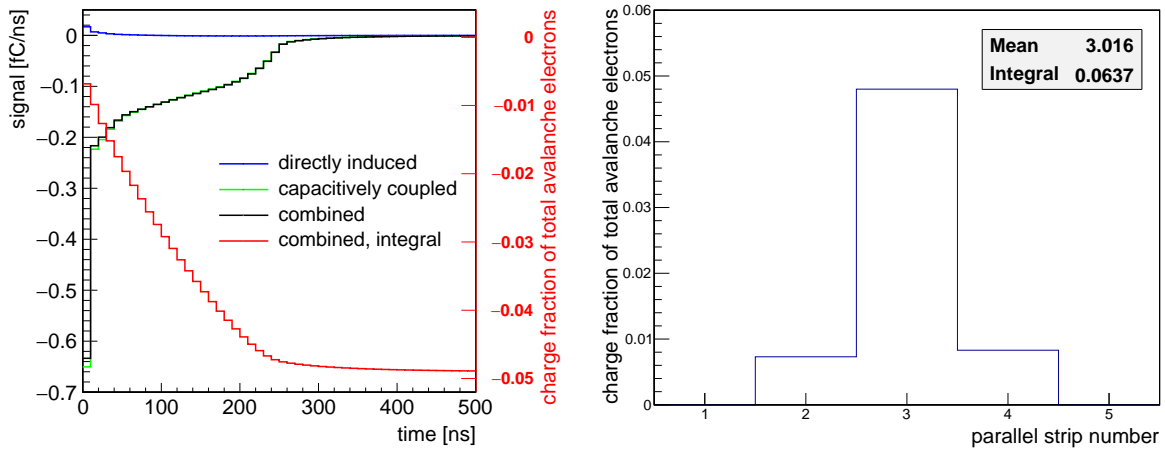 signal [fC/ns]
0
−0.1
−0.2
−0.3
−0.4
−0.5
−0.6
−0.7
0 100 200 300 400 500
time [ns]
directly induced
capacitively coupled
combined
combined, integral
0
−0.01
−0.02
−0.03
−0.04
−0.05
charge fraction of total avalanche electrons
charge fraction of total avalanche electrons
0.06
0.05
0.04
0.03
0.02
0.01
0
1 2 3 4 5
parallel strip number
Mean 3.016
Integral 0.0637